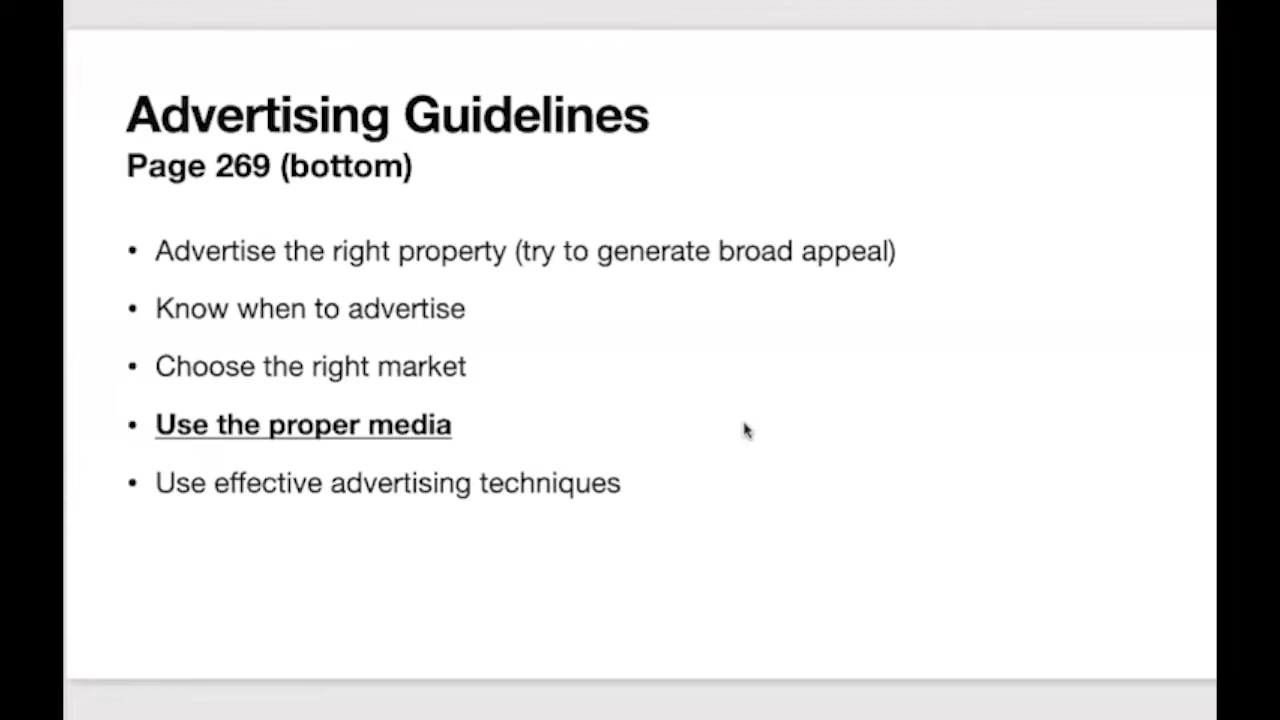 Advertising Guidelines
Page 269 (bottom)
• Advertise the right property (try to generate broad appeal)
• Know when to advertise
• Choose the right market
• Use the proper media
• Use effective advertising techniques